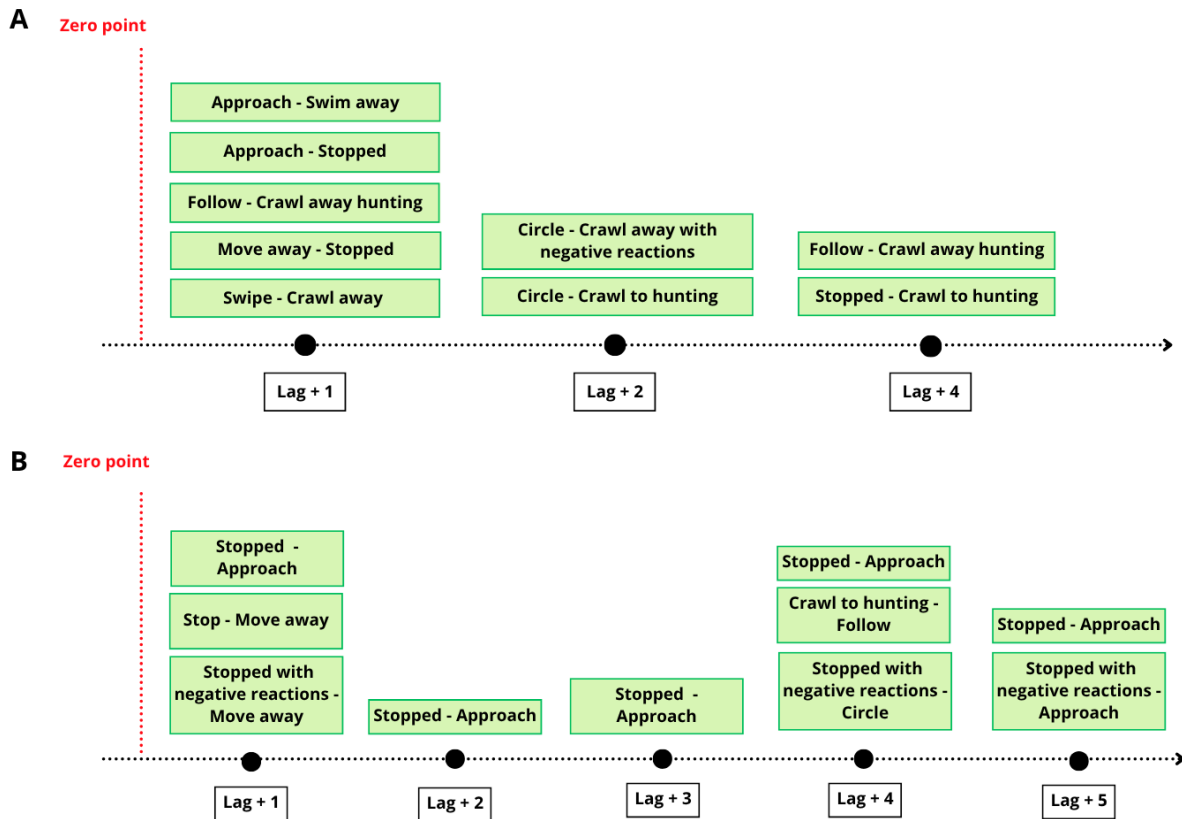 A
Zero point
Approach - Swim away
Approach - Stopped
Follow - Crawl away hunting
Move away - Stopped
Swipe - Crawl away
Circle - Crawl away with
negative reactions
Circle - Crawl to hunting
Follow - Crawl away hunting
Stopped - Crawl to hunting
Lag + 1
Lag + 2
Lag + 4
B
Zero point
Stopped -
Approach
Stop - Move away
Stopped with
negative reactions -
Move away
Stopped - Approach
Stopped -
Approach
Stopped - Approach
Crawl to hunting -
Follow
Stopped with
negative reactions -
Circle
Stopped - Approach
Stopped with
negative reactions -
Approach
Lag + 1
Lag + 2
Lag + 3
Lag + 4
Lag + 5